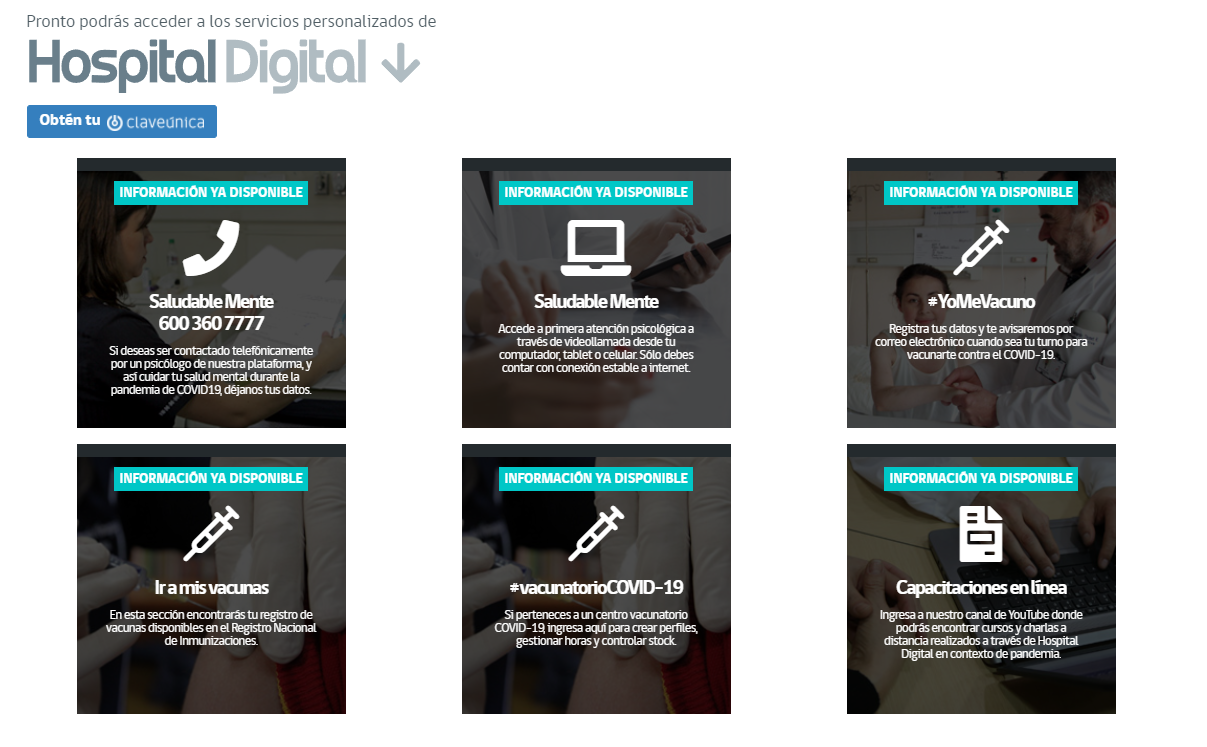 Pronto podrás acceder a los servicios personalizados de
Hospital Digital
Obtén tu claveúnica
INFORMACIÓN YA DISPONIBLE
Saludable Mente
600 360 7777
Si deseas ser contactado telefónicamente
por un psicólogo de nuestra plataforma, y
así cuidar tu salud mental durante la
pandemia de COVID19, déjanos tus datos.
INFORMACIÓN YA DISPONIBLE
Saludable Mente
Accede a primera atención psicológica a
través de videollamada desde tu
computador, tablet o celular. Sólo debes
contar con conexión estable a internet.
INFORMACIÓN YA DISPONIBLE
#YoMeVacuno
Registra tus datos y te avisaremos por
correo electrónico cuándo sea tu turno para
vacunarte contra el COVID-19.
INFORMACIÓN YA DISPONIBLE
Ir a mis vacunas
En esta sección encontrarás tu registro de
vacunas disponibles en el Registro Nacional
de Inmunizaciones.
INFORMACIÓN YA DISPONIBLE
#vacunatorioCOVID-19
Si perteneces a un centro vacunatorio
COVID-19, ingresa aquí para crear perfiles,
gestionar horas y controlar stock.
INFORMACIÓN YA DISPONIBLE
Capacitaciones en línea
Ingresa a nuestro canal de YouTube donde
podrás encontrar cursos y charlas a
distancia realizados a través de Hospital
Digital en contexto de pandemia.